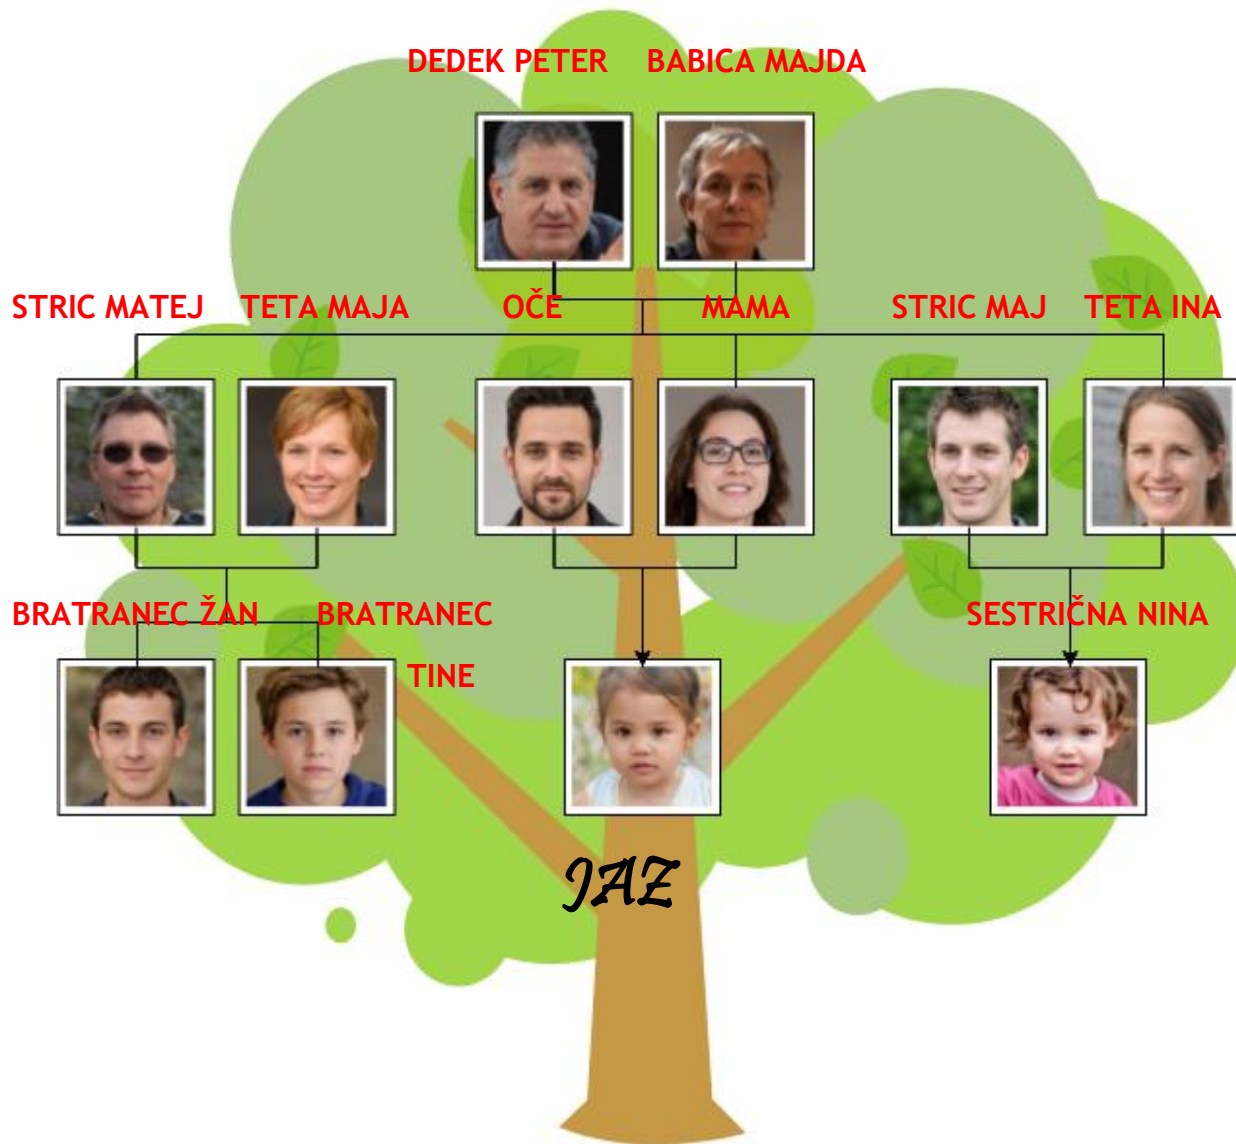 DEDEK PETER BABICA MAJDA
STRIC MATEJ TETA MAJA OČE MAMA STRIC MAJ TETA INA
BRATRANEC ŽAN BRATRANEC SESTRIČNA NINA
TINE
JAZ